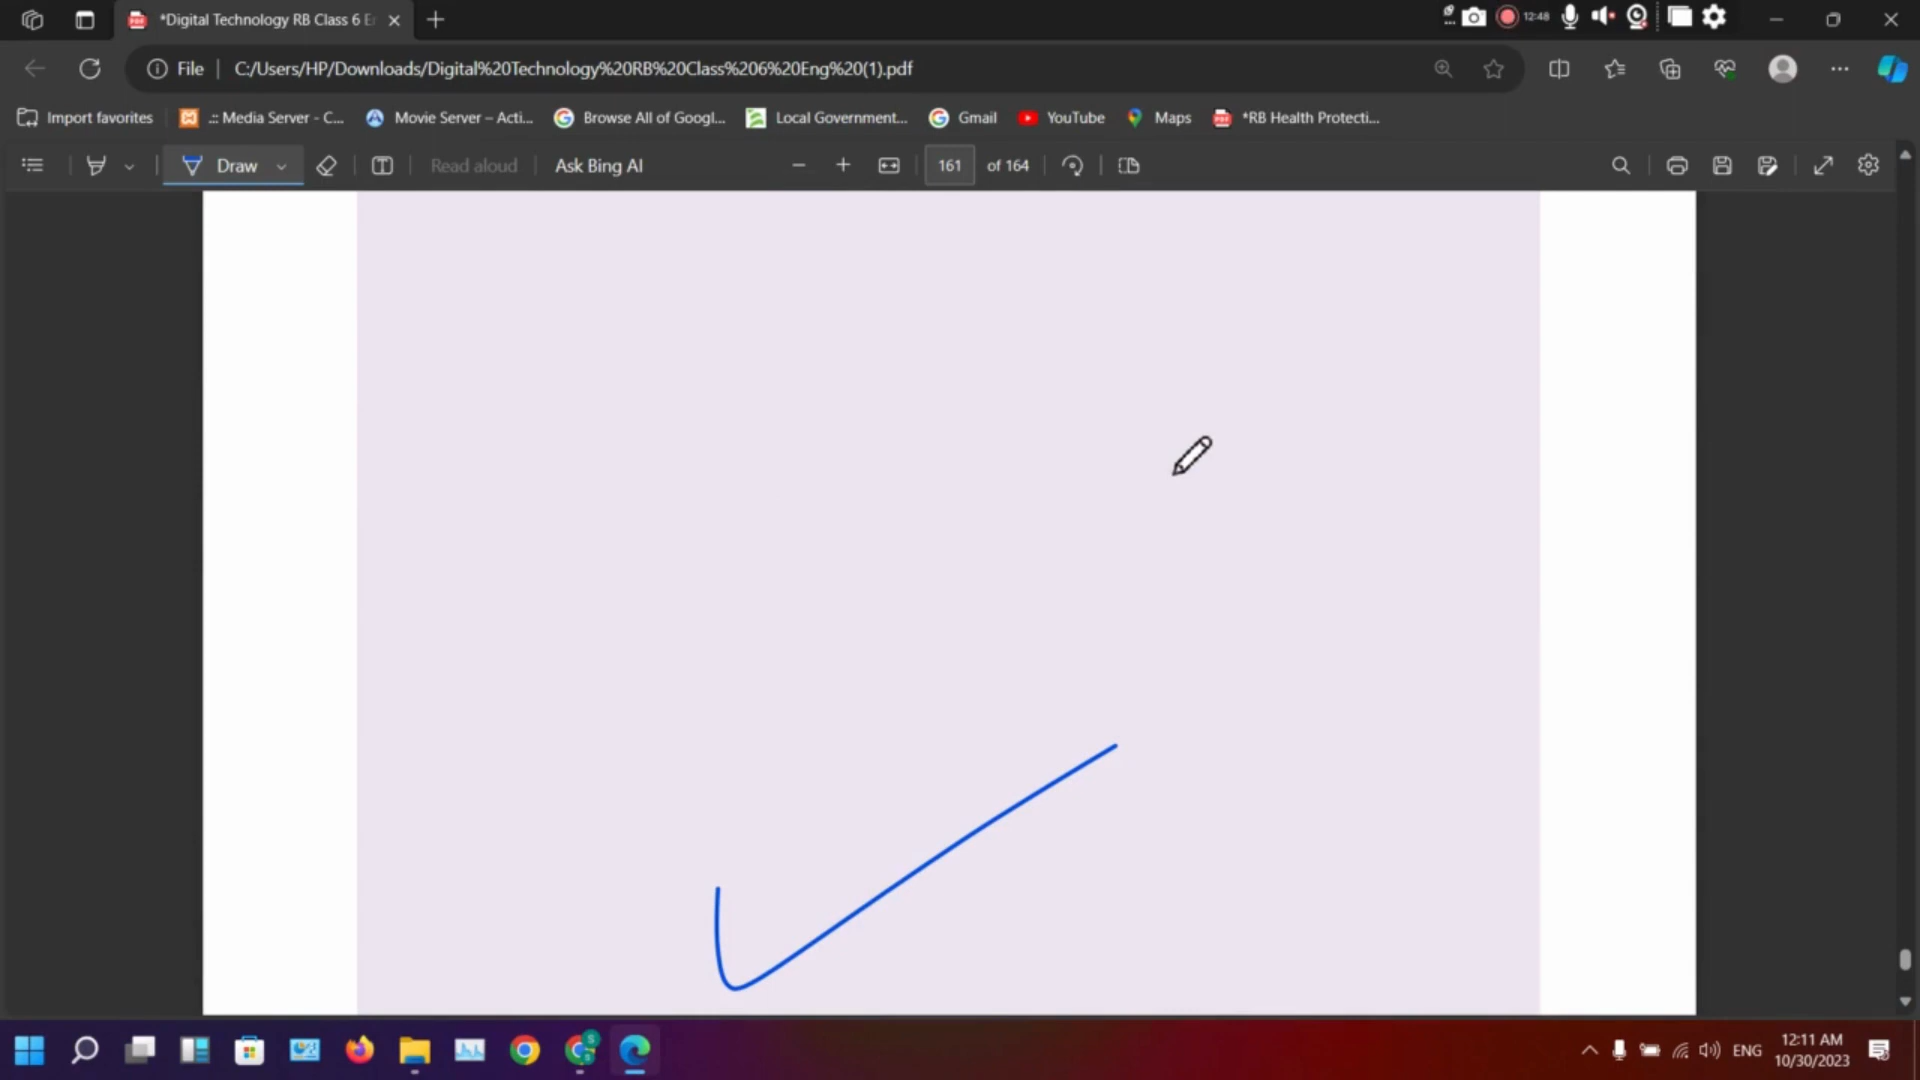 *Digital Technology RB Class 6 E
12:48
File
C:/Users/HP/Downloads/Digital%20Technology%20RB%20Class%206%20Eng%20(1).pdf
Import favorites
.:: Media Server - C...
Movie Server – Acti...
Browse All of Googl...
Local Government...
Gmail
YouTube
Maps
*RB Health Protecti...
Draw
Read aloud
Ask Bing AI
161
of 164
ENG
12:11 AM
10/30/2023